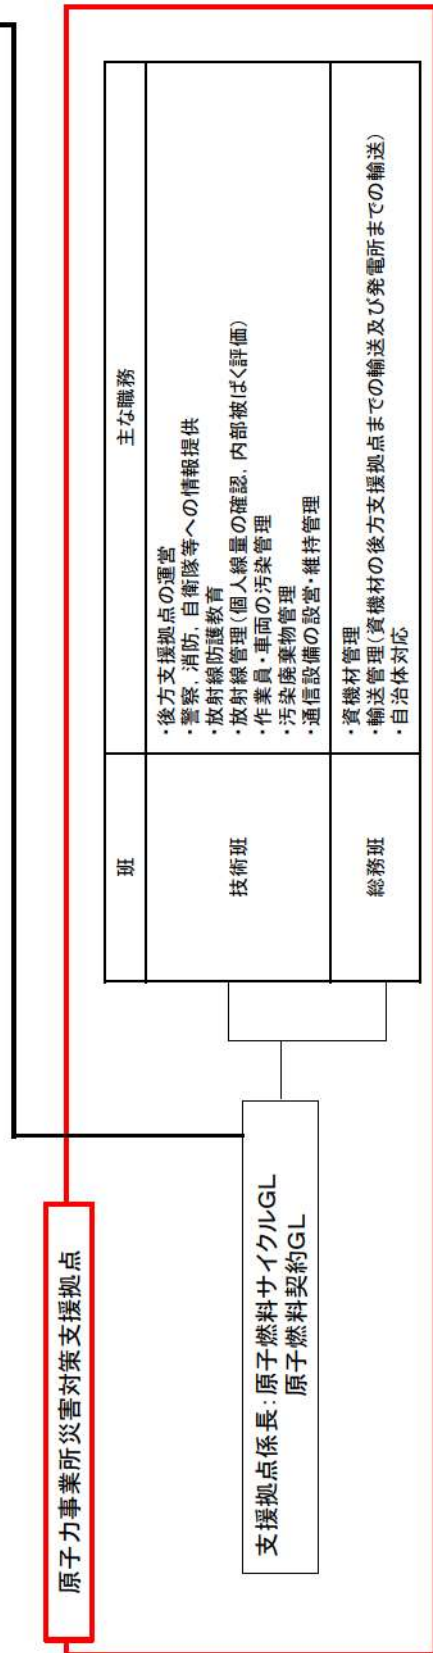 原子力事業所災害対策支援拠点
支援拠点係長:原子燃料サイクルGL
原子燃料契約GL
班
主な職務
技術班
・後方支援拠点の運営
・警察,消防,自衛隊等への情報提供
・放射線防護教育
・放射線管理(個人線量の確認,内部被ばく評価)
・作業員・車両の汚染管理
・汚染廃棄物管理
・通信設備の設営・維持管理
総務班
・資機材管理
・輸送管理(資機材の後方支援拠点までの輸送及び発電所までの輸送)
・自治体対応